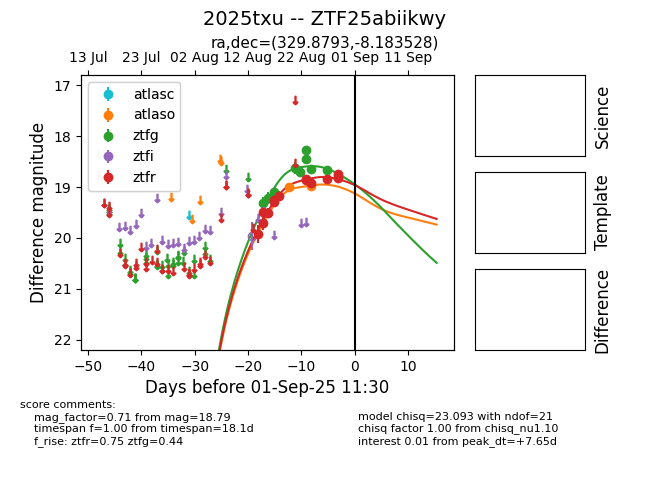 2025txu -- ZTF25abiikwy
ra,dec=(329.8793,-8.183528)
13 Jul 23 Jul 02 Aug 12 Aug 22 Aug 01 Sep 11 Sep
17
18
19
20
21
22
Difference magnitude
atlasc
atlaso
ztfg
ztfi
ztfr
−50 −40 −30 −20 −10 0 10
Days before 01-Sep-25 11:30
Science
Template
Difference
score comments:
mag_factor=0.71 from mag=18.79
timespan f=1.00 from timespan=18.1d
f_rise: ztfr=0.75 ztfg=0.44
model chisq=23.093 with ndof=21
chisq factor 1.00 from chisq_nu1.10
interest 0.01 from peak_dt=+7.65d